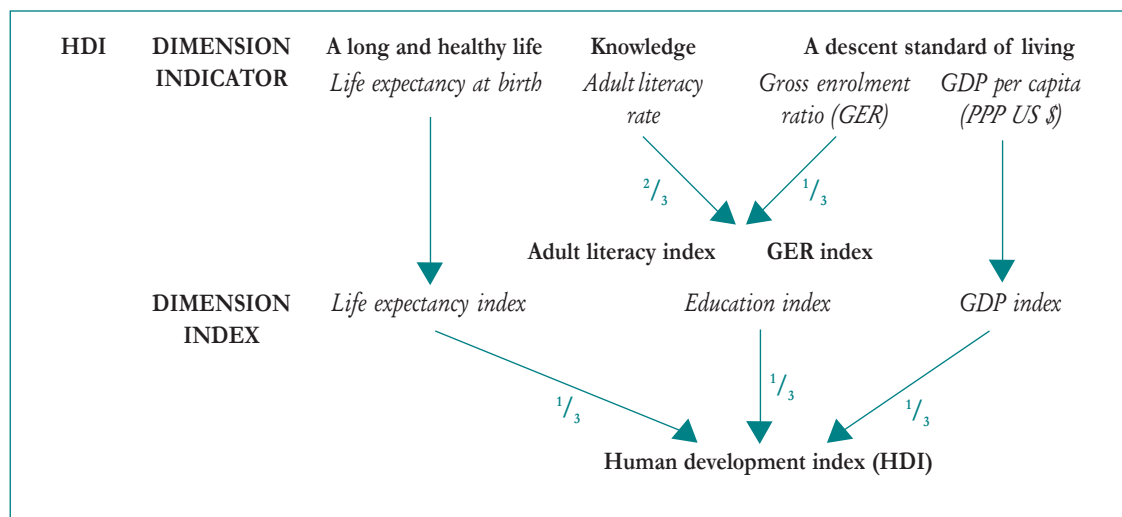 HDI DIMENSION A long and healthy life Knowledge A descent standard of living
INDICATOR Life expectancy at birth Adult literacy Gross enrolment GDP per capita
rate ratio (GER) (PPP US $)
2/3 1/3
Adult literacy index GER index
DIMENSION Life expectancy index Education index GDP index
INDEX
1/3 1/3 1/3
Human development index (HDI)